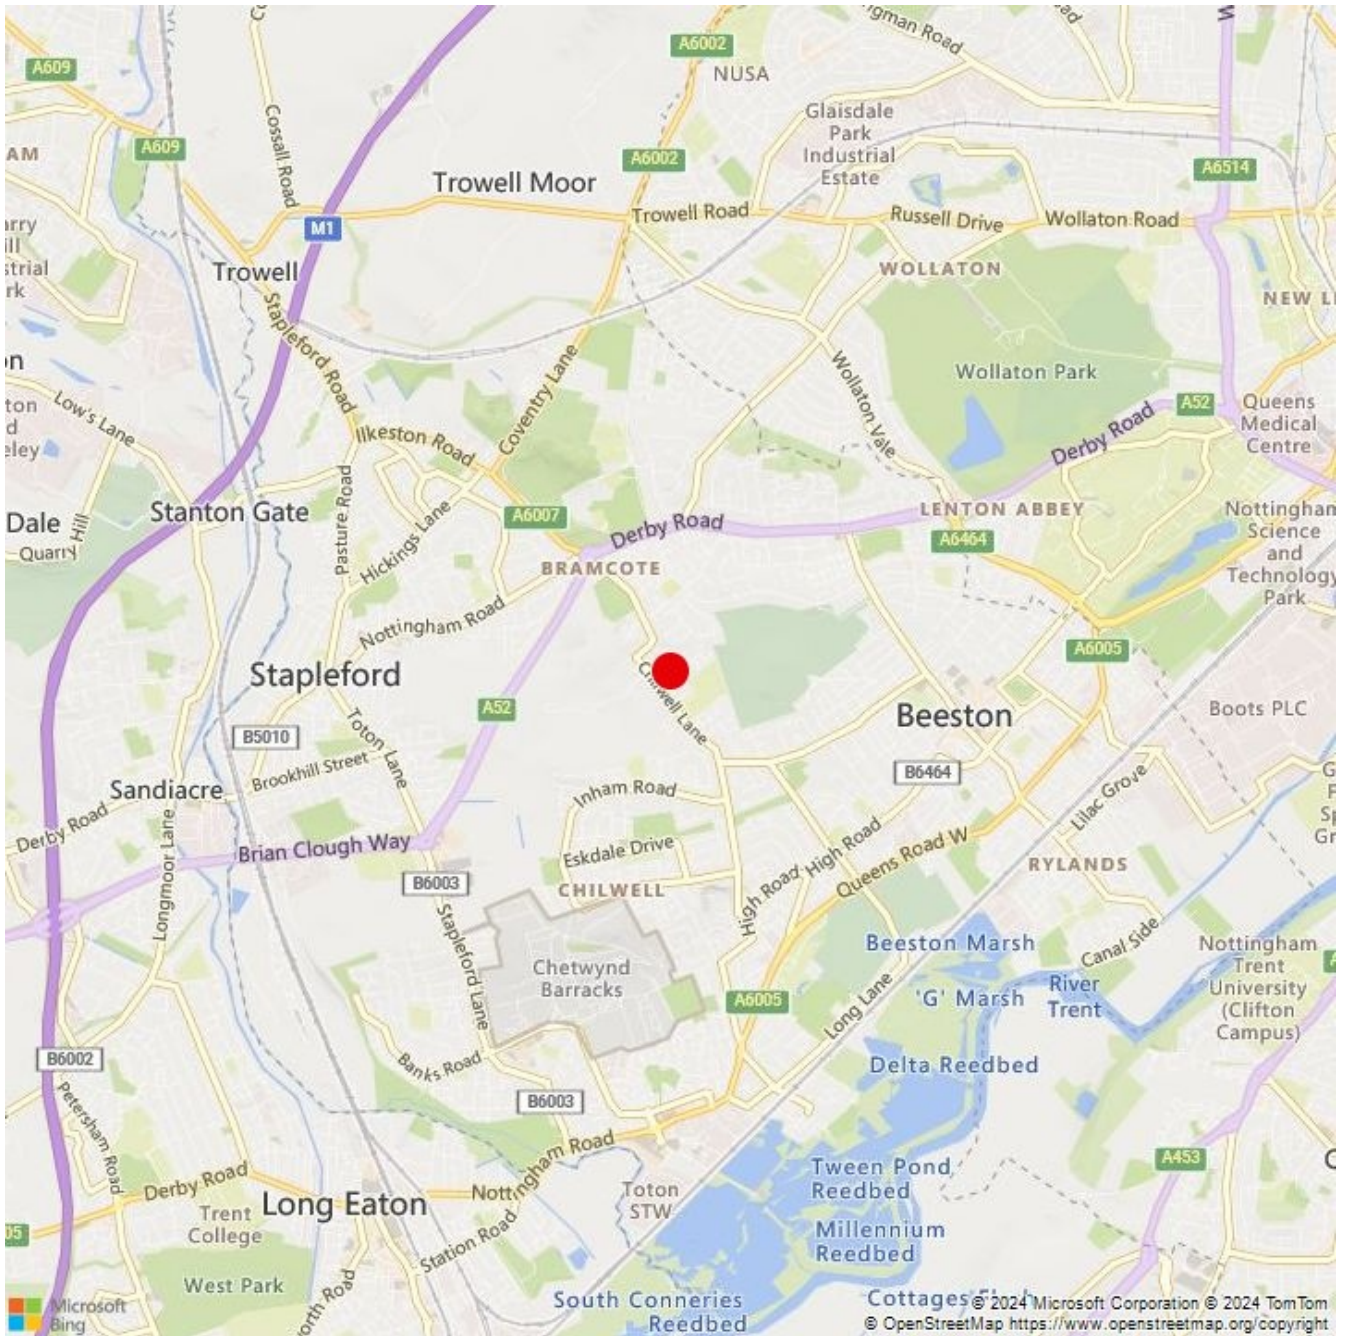 A6002
ngman Road
NUSA
A609
Cossall Road
Glaisdale
Park
Industrial
Estate
A609
A6002
A6514
AM
Trowell Moor
Trowell Road
Russell Drive
Wollaton Road
M1
Trowell
WOLLATON
NEW L
Stapleford Road
Coventry Lane
Wollaton Vale
Wollaton Park
Low's Lane
A52
Queens
Medical
Centre
Derby Road
Ilkeston Road
Pasture Road
Stanton Gate
A6007
Derby Road
LENTON ABBEY
Nottingham
Science
and
Technology
Park
Dale
Quarry Hill
Hickings Lane
BRAMCOTE
A6464
Nottingham Road
A6005
Stapleford
Chilwell Lane
A52
Beeston
Boots PLC
B5010
Toton Lane
B6464
Brookhill Street
Sandiacre
Inham Road
Lilac Grove
Derby Road
Longmoor Lane
Brian Clough Way
Eskdale Drive
High Road
High Road
Queens Road W
RYLANDS
B6003
CHILWELL
Stapleford Lane
Beeston Marsh
Canal Side
Nottingham
Trent
University
(Clifton
Campus)
Chetwynd
Barracks
A6005
'G' Marsh
River
Trent
Long Lane
B6002
Banks Road
Delta Reedbed
Petersham Road
B6003
Nottingham Road
A453
Derby Road
Tween Pond
Reedbed
Long Eaton
Toton
STW
Trent
College
Station Road
Millennium
Reedbed
West Park
orth Road
South Conneries
Reedbed
Microsoft
Bing
© 2024 Microsoft Corporation © 2024 TomTom
© OpenStreetMap https://www.openstreetmap.org/copyright